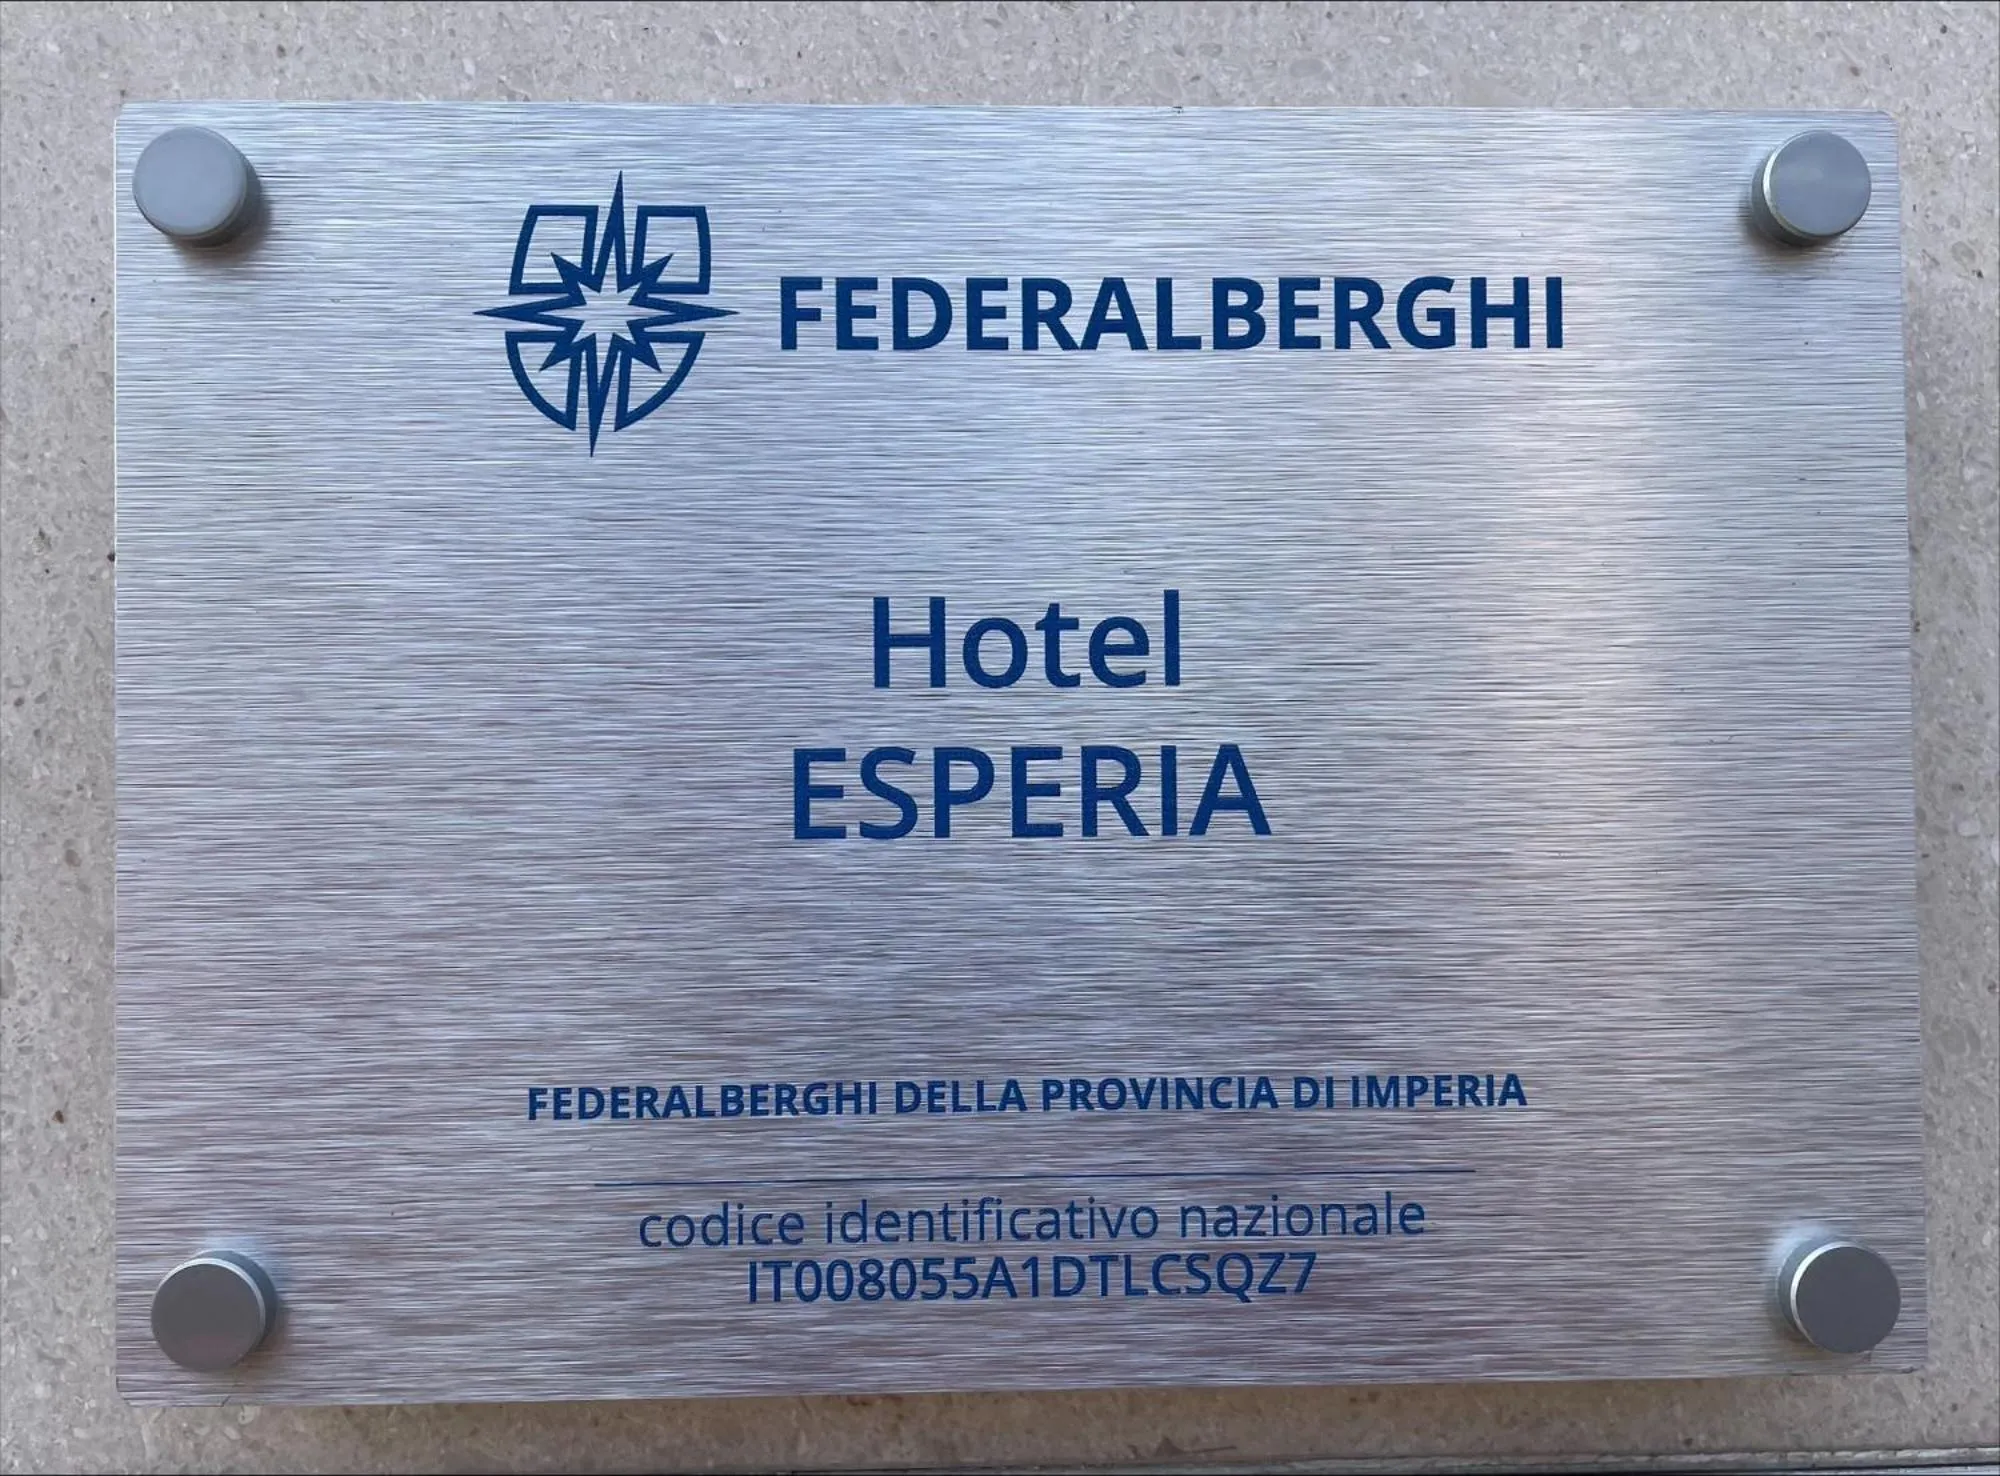 FEDERALBERGHI
Hotel
ESPERIA
FEDERALBERGHI DELLA PROVINCIA DI IMPERIA
codice identificativo nazionale
IT008055A1DTLCSQZ7